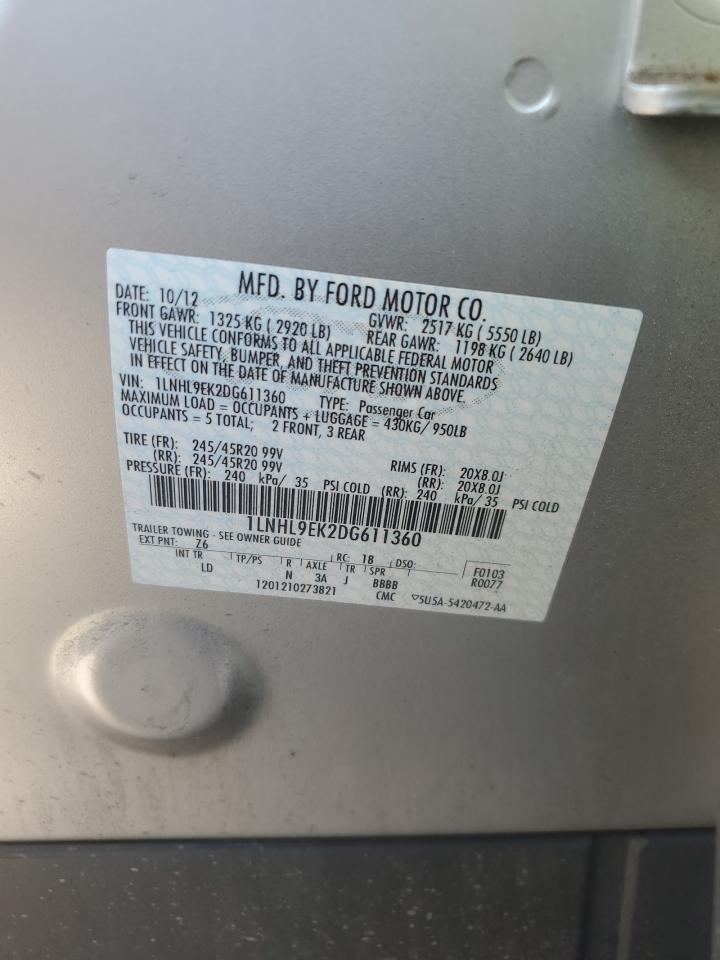 MFD. BY FORD MOTOR CO.
DATE: 10/12 GVWR: 2517 KG ( 5550 LB)
FRONT GAWR: 1325 KG ( 2920 LB) REAR GAWR: 1198 KG ( 2640 LB)
THIS VEHICLE CONFORMS TO ALL APPLICABLE FEDERAL MOTOR
VEHICLE SAFETY, BUMPER, AND THEFT PREVENTION STANDARDS
IN EFFECT ON THE DATE OF MANUFACTURE SHOWN ABOVE.
VIN: 1LNHL9EK2DG611360 TYPE: Passenger Car
MAXIMUM LOAD = OCCUPANTS + LUGGAGE = 430KG/ 950LB
OCCUPANTS = 5 TOTAL; 2 FRONT, 3 REAR
TIRE (FR): 245/45R20 99V RIMS (FR): 20X8.0J
(RR): 245/45R20 99V (RR): 20X8.0J
PRESSURE (FR): 240 kPa/ 35 PSI COLD (RR): 240 kPa/ 35 PSI COLD
1LNHL9EK2DG611360
TRAILER TOWING - SEE OWNER GUIDE
EXT PNT: Z6 RC: 18 DSO:
INT TR TP/PS R AXLE TR SPR F0103
LD N 3A J BBBB R0077
1201210273821 CMC ▽5U5A-5420472-AA